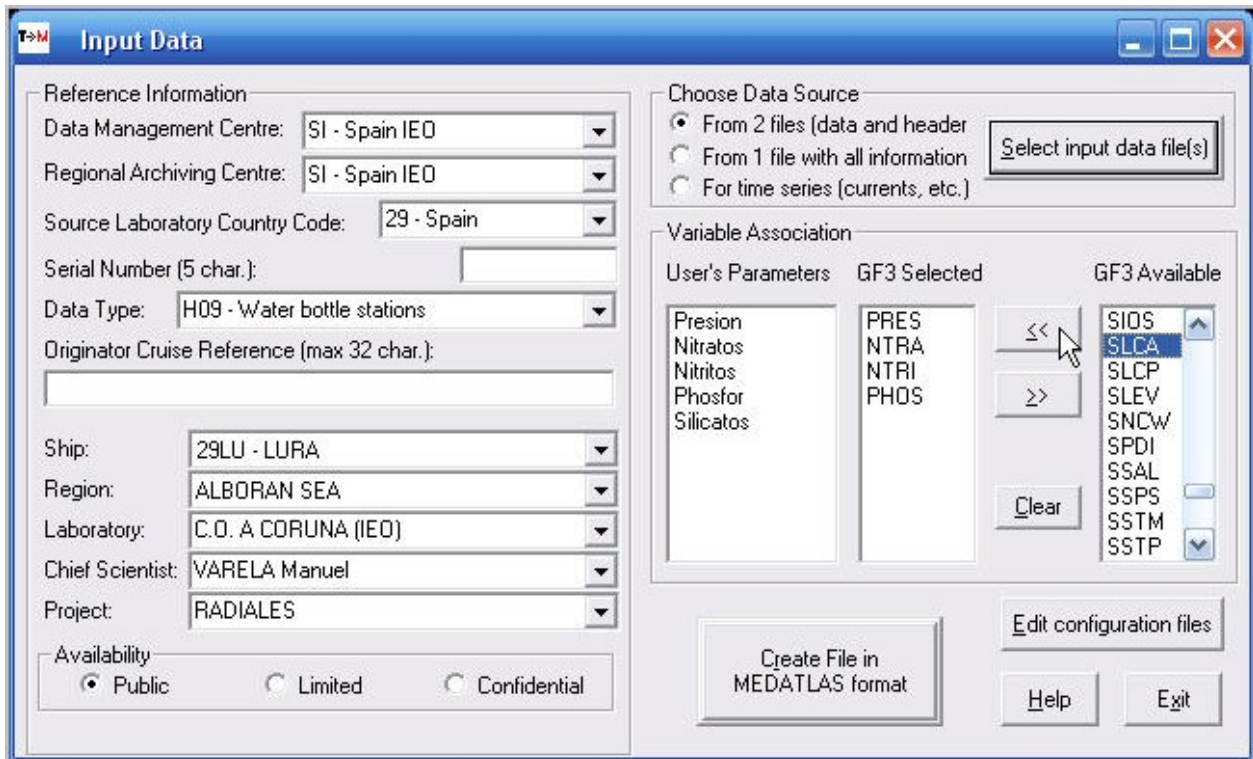 T→M Input Data
Reference Information
Data Management Centre: SI - Spain IEO
Regional Archiving Centre: SI - Spain IEO
Source Laboratory Country Code: 29 - Spain
Serial Number (5 char.):
Data Type: H09 - Water bottle stations
Originator Cruise Reference (max 32 char.):
Ship: 29LU - LURA
Region: ALBORAN SEA
Laboratory: C.O. A CORUNA (IEO)
Chief Scientist: VARELA Manuel
Project: RADIALES
Availability
Public Limited Confidential
Choose Data Source
From 2 files (data and header
From 1 file with all information
For time series (currents, etc.)
Select input data file(s)
Variable Association
User's Parameters GF3 Selected GF3 Available
Presion
Nitratos
Nitritos
Phosfor
Silicatos
PRES
NTRA
NTRI
PHOS
<<
>>
Clear
SIOS
SLCA
SLCP
SLEV
SNCW
SPDI
SSAL
SSPS
SSTM
SSTP
Create File in
MEDATLAS format
Edit configuration files
Help Exit